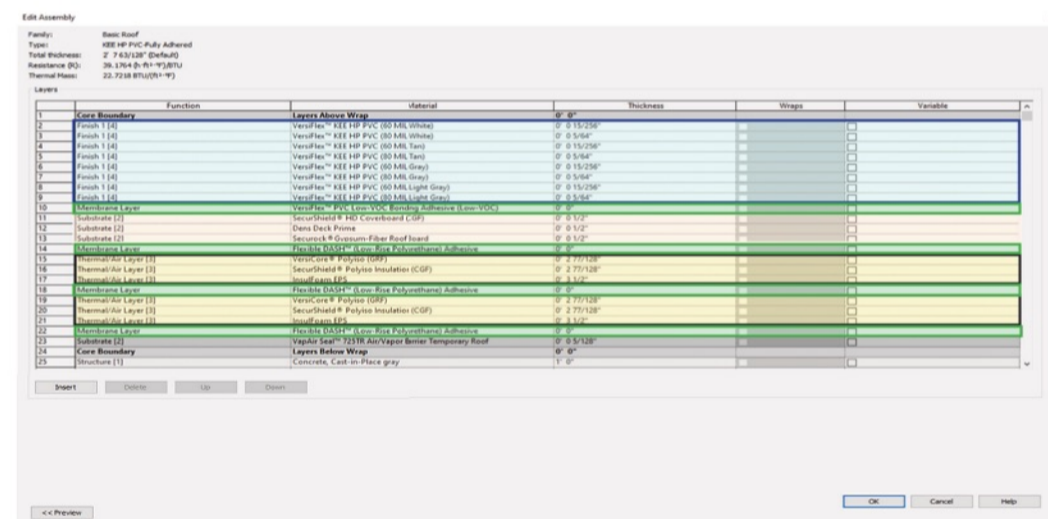 Edit Assembly
Family: Basic Roof
Type: KEE HP PVC-Fully Adhered
Total thickness: 2' 7 63/128" (Default)
Resistance (R): 39.1764 (h·ft²·°F)/BTU
Thermal Mass: 22.7218 BTU/(ft²·°F)
Layers
Function Material Thickness Wraps Variable
1 Core Boundary Layers Above Wrap 0' 0"
2 Finish 1 [4] VersiFlex™ KEE HP PVC (60 MIL White) 0' 0 15/256"
3 Finish 1 [4] VersiFlex™ KEE HP PVC (80 MIL White) 0' 0 5/64"
4 Finish 1 [4] VersiFlex™ KEE HP PVC (60 MIL Tan) 0' 0 15/256"
5 Finish 1 [4] VersiFlex™ KEE HP PVC (80 MIL Tan) 0' 0 5/64"
6 Finish 1 [4] VersiFlex™ KEE HP PVC (60 MIL Gray) 0' 0 15/256"
7 Finish 1 [4] VersiFlex™ KEE HP PVC (80 MIL Gray) 0' 0 5/64"
8 Finish 1 [4] VersiFlex™ KEE HP PVC (60 MIL Light Gray) 0' 0 15/256"
9 Finish 1 [4] VersiFlex™ KEE HP PVC (80 MIL Light Gray) 0' 0 5/64"
10 Membrane Layer VersiFlex™ PVC Low-VOC Bonding Adhesive (Low-VOC) 0' 0"
11 Substrate [2] SecurShield® HD Coverboard (CGF) 0' 0 1/2"
12 Substrate [2] Dens Deck Prime 0' 0 1/2"
13 Substrate [2] Securock® Gypsum-Fiber Roof Board 0' 0 1/2"
14 Membrane Layer Flexible DASH™ (Low-Rise Polyurethane) Adhesive 0' 0"
15 Thermal/Air Layer [3] VersiCore® Polyiso (GRF) 0' 2 77/128"
16 Thermal/Air Layer [3] SecurShield® Polyiso Insulation (CGF) 0' 2 77/128"
17 Thermal/Air Layer [3] InsulFoam EPS 0' 3 1/2"
18 Membrane Layer Flexible DASH™ (Low-Rise Polyurethane) Adhesive 0' 0"
19 Thermal/Air Layer [3] VersiCore® Polyiso (GRF) 0' 2 77/128"
20 Thermal/Air Layer [3] SecurShield® Polyiso Insulation (CGF) 0' 2 77/128"
21 Thermal/Air Layer [3] InsulFoam EPS 0' 3 1/2"
22 Membrane Layer Flexible DASH™ (Low-Rise Polyurethane) Adhesive 0' 0"
23 Substrate [2] VapAir Seal™ 725TR Air/Vapor Barrier Temporary Roof 0' 0 5/128"
24 Core Boundary Layers Below Wrap 0' 0"
25 Structure [1] Concrete, Cast-in-Place gray 1' 0"
Insert Delete Up Down
OK Cancel Help
<< Preview